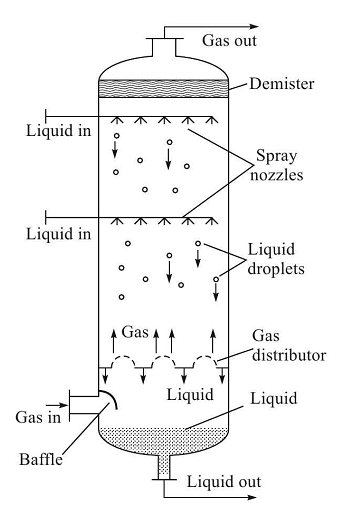 Gas out
Demister
Liquid in
Spray
nozzles
Liquid in
Liquid
droplets
Gas
Gas
distributor
Liquid
Liquid
Gas in
Baffle
Liquid out